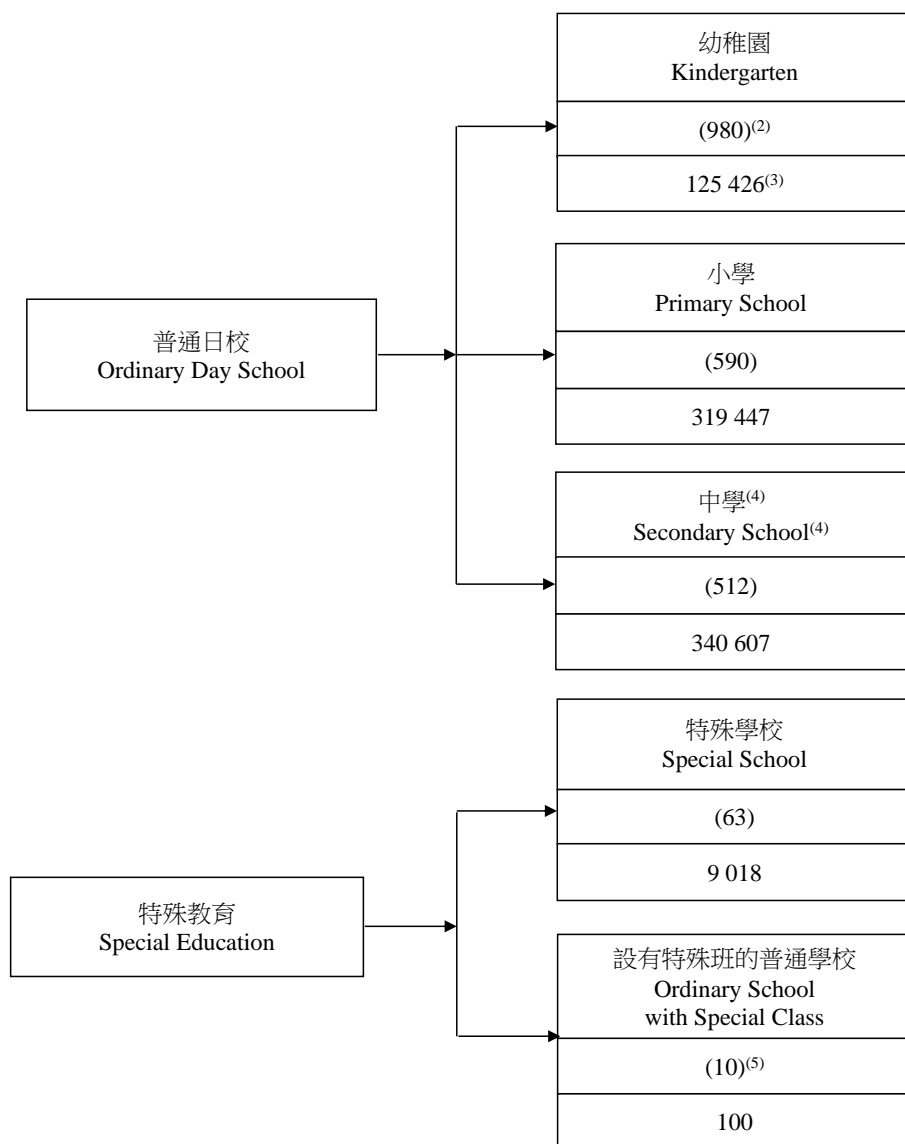 幼稚園
Kindergarten
(980)(2)
125 426(3)
小學
Primary School
(590)
319 447
普通日校
Ordinary Day School
中學(4)
Secondary School(4)
(512)
340 607
特殊學校
Special School
(63)
9 018
特殊教育
Special Education
設有特殊班的普通學校
Ordinary School
with Special Class
(10)(5)
100